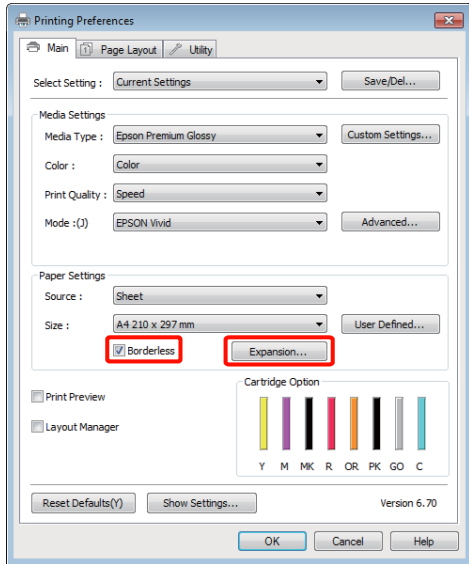 Printing Preferences
Main Page Layout Utility
Select Setting : Current Settings Save/Del...
Media Settings
Media Type : Epson Premium Glossy Custom Settings...
Color : Color
Print Quality : Speed
Mode :(J) EPSON Vivid Advanced...
Paper Settings
Source : Sheet
Size : A4 210 x 297 mm User Defined...
Borderless Expansion...
Print Preview
Layout Manager
Cartridge Option
Y M MK R OR PK GO C
Reset Defaults(Y) Show Settings... Version 6.70
OK Cancel Help